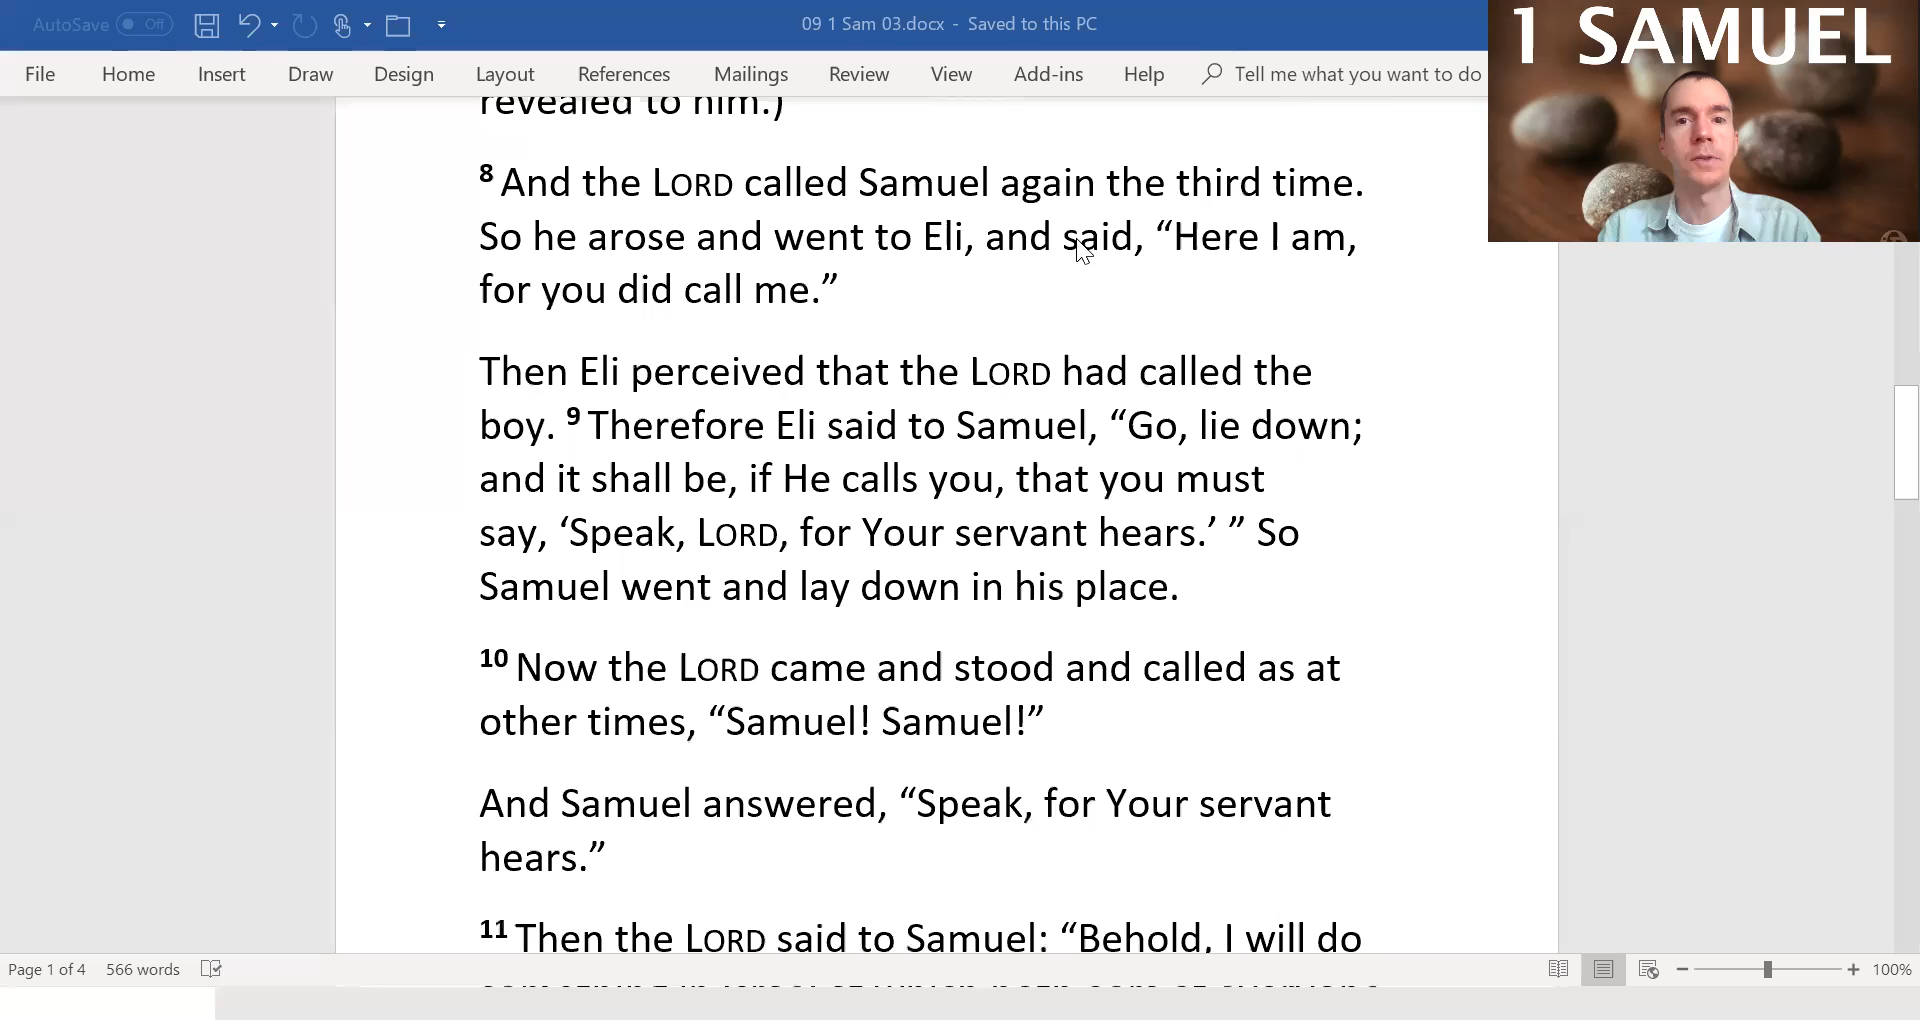 AutoSave Off
09 1 Sam 03.docx - Saved to this PC
1 SAMUEL
File Home Insert Draw Design Layout References Mailings Review View Add-ins Help Tell me what you want to do
revealed to him.)
8 And the LORD called Samuel again the third time.
So he arose and went to Eli, and said, “Here I am,
for you did call me.”
Then Eli perceived that the LORD had called the
boy. 9 Therefore Eli said to Samuel, “Go, lie down;
and it shall be, if He calls you, that you must
say, ‘Speak, LORD, for Your servant hears.’ ” So
Samuel went and lay down in his place.
10 Now the LORD came and stood and called as at
other times, “Samuel! Samuel!”
And Samuel answered, “Speak, for Your servant
hears.”
11 Then the LORD said to Samuel: “Behold, I will do
Page 1 of 4 566 words 100%